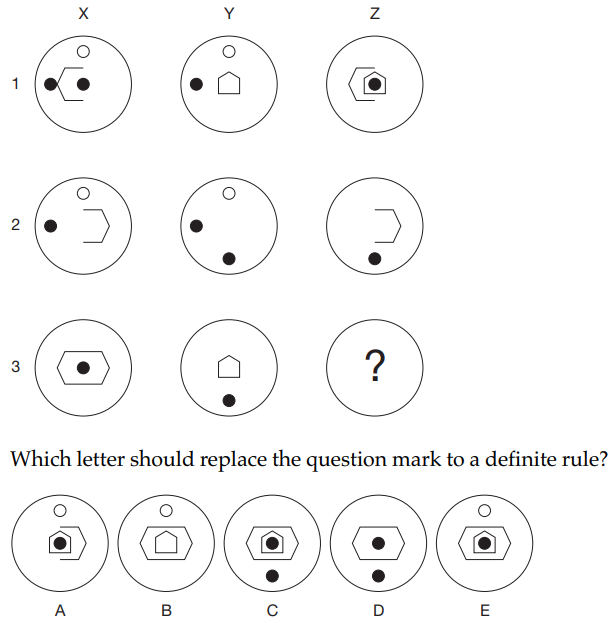 X Y Z
1
2
3 ?
Which letter should replace the question mark to a definite rule?
A B C D E